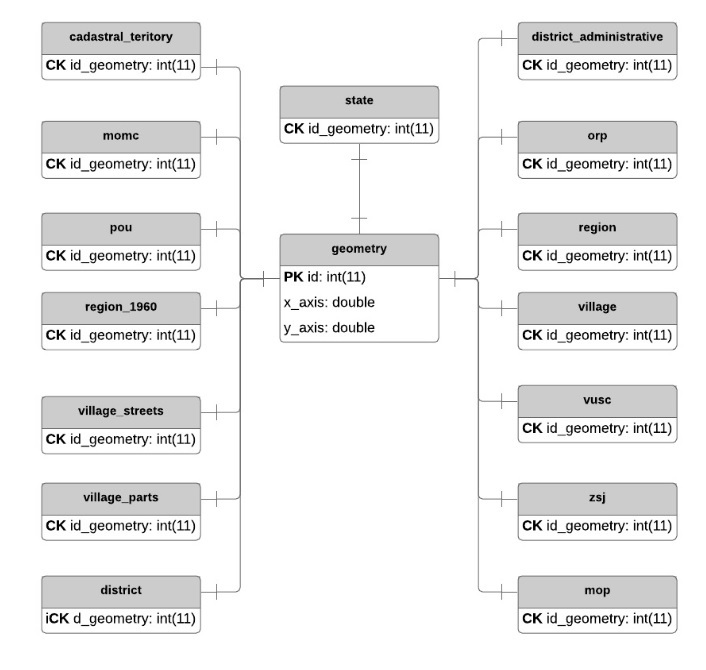 cadastral_teritory
CK id_geometry: int(11)
momc
CK id_geometry: int(11)
pou
CK id_geometry: int(11)
region_1960
CK id_geometry: int(11)
village_streets
CK id_geometry: int(11)
village_parts
CK id_geometry: int(11)
district
iCK d_geometry: int(11)
state
CK id_geometry: int(11)
geometry
PK id: int(11)
x_axis: double
y_axis: double
district_administrative
CK id_geometry: int(11)
orp
CK id_geometry: int(11)
region
CK id_geometry: int(11)
village
CK id_geometry: int(11)
vusc
CK id_geometry: int(11)
zsj
CK id_geometry: int(11)
mop
CK id_geometry: int(11)